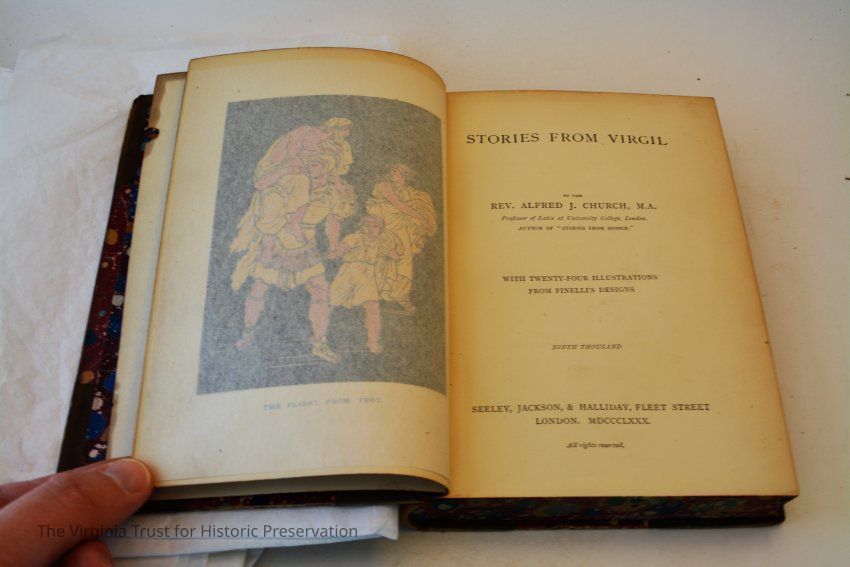 THE FLIGHT FROM TROY.
STORIES FROM VIRGIL
BY THE
REV. ALFRED J. CHURCH, M.A.
Professor of Latin at University College, London.
AUTHOR OF "STORIES FROM HOMER."
WITH TWENTY-FOUR ILLUSTRATIONS
FROM PINELLI'S DESIGNS
NINTH THOUSAND
SEELEY, JACKSON, & HALLIDAY, FLEET STREET
LONDON. MDCCCLXXX.
All rights reserved.
The Virginia Trust for Historic Preservation